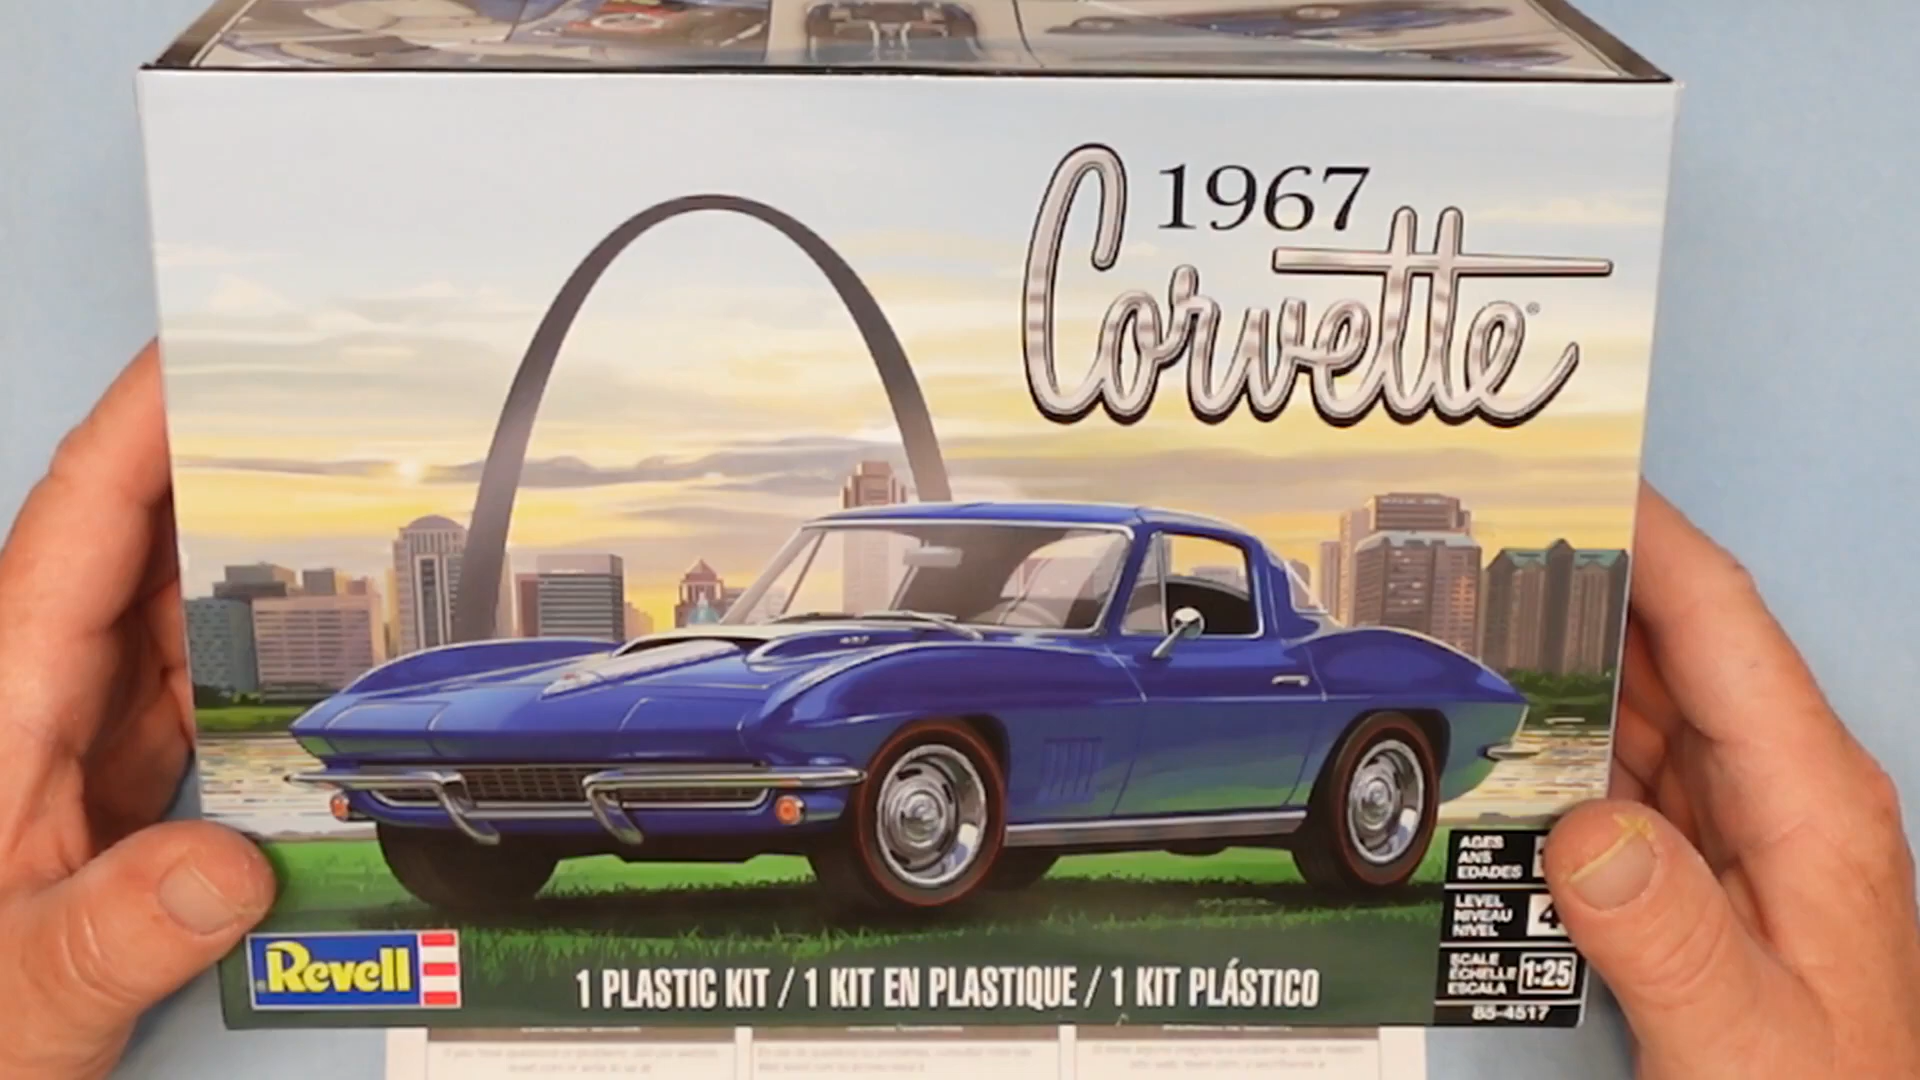 1967
Corvette®
427
AGES
ANS
EDADES
LEVEL
NIVEAU
NIVEL
4
SCALE
ÉCHELLE
ESCALA
1:25
85-4517
Revell
1 PLASTIC KIT / 1 KIT EN PLASTIQUE / 1 KIT PLÁSTICO